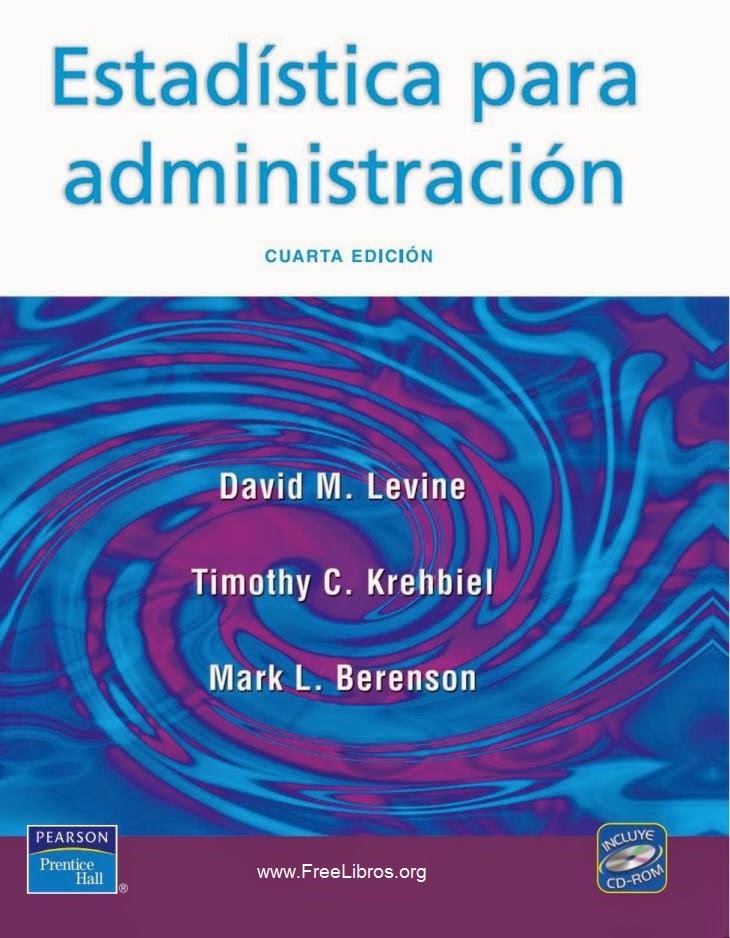 Estadística para
administración
CUARTA EDICIÓN
David M. Levine
Timothy C. Krehbiel
Mark L. Berenson
PEARSON
Prentice
Hall
®
www.FreeLibros.org
INCLUYE
CD-ROM